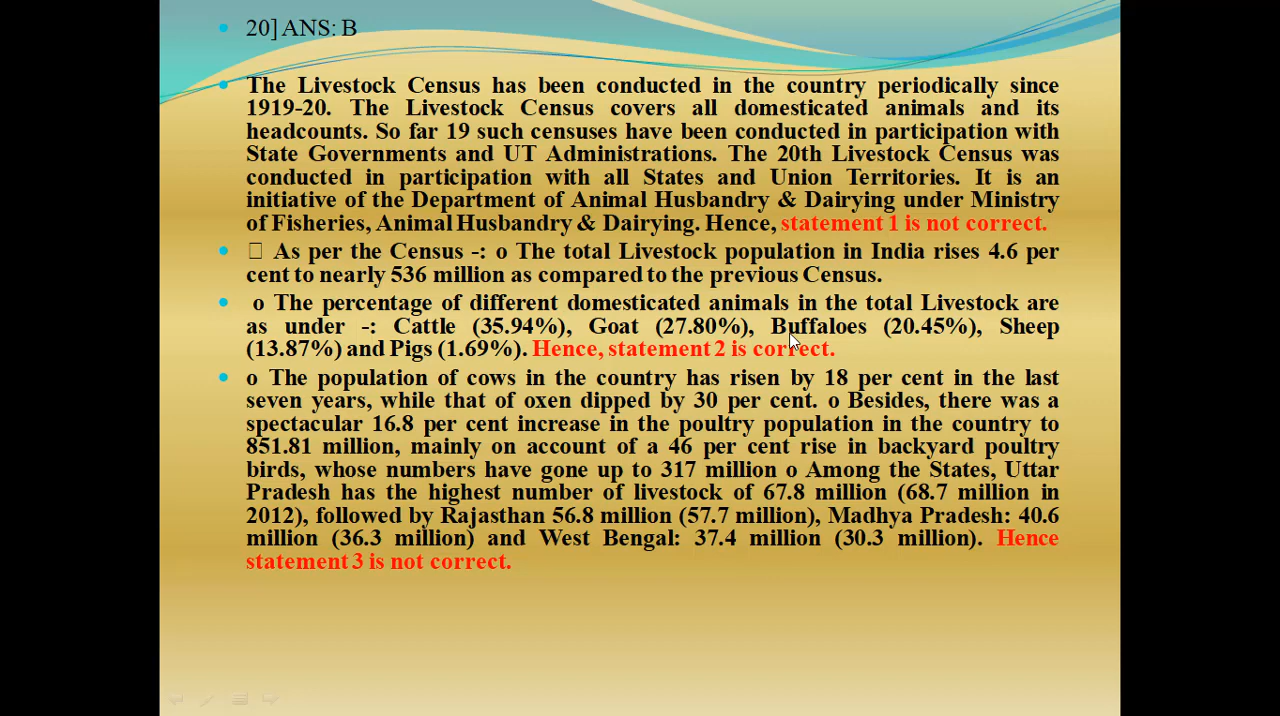 20] ANS: B
The Livestock Census has been conducted in the country periodically since
1919-20. The Livestock Census covers all domesticated animals and its
headcounts. So far 19 such censuses have been conducted in participation with
State Governments and UT Administrations. The 20th Livestock Census was
conducted in participation with all States and Union Territories. It is an
initiative of the Department of Animal Husbandry & Dairying under Ministry
of Fisheries, Animal Husbandry & Dairying. Hence, statement 1 is not correct.
As per the Census -: o The total Livestock population in India rises 4.6 per
cent to nearly 536 million as compared to the previous Census.
o The percentage of different domesticated animals in the total Livestock are
as under -: Cattle (35.94%), Goat (27.80%), Buffaloes (20.45%), Sheep
(13.87%) and Pigs (1.69%). Hence, statement 2 is correct.
o The population of cows in the country has risen by 18 per cent in the last
seven years, while that of oxen dipped by 30 per cent. o Besides, there was a
spectacular 16.8 per cent increase in the poultry population in the country to
851.81 million, mainly on account of a 46 per cent rise in backyard poultry
birds, whose numbers have gone up to 317 million o Among the States, Uttar
Pradesh has the highest number of livestock of 67.8 million (68.7 million in
2012), followed by Rajasthan 56.8 million (57.7 million), Madhya Pradesh: 40.6
million (36.3 million) and West Bengal: 37.4 million (30.3 million). Hence
statement 3 is not correct.